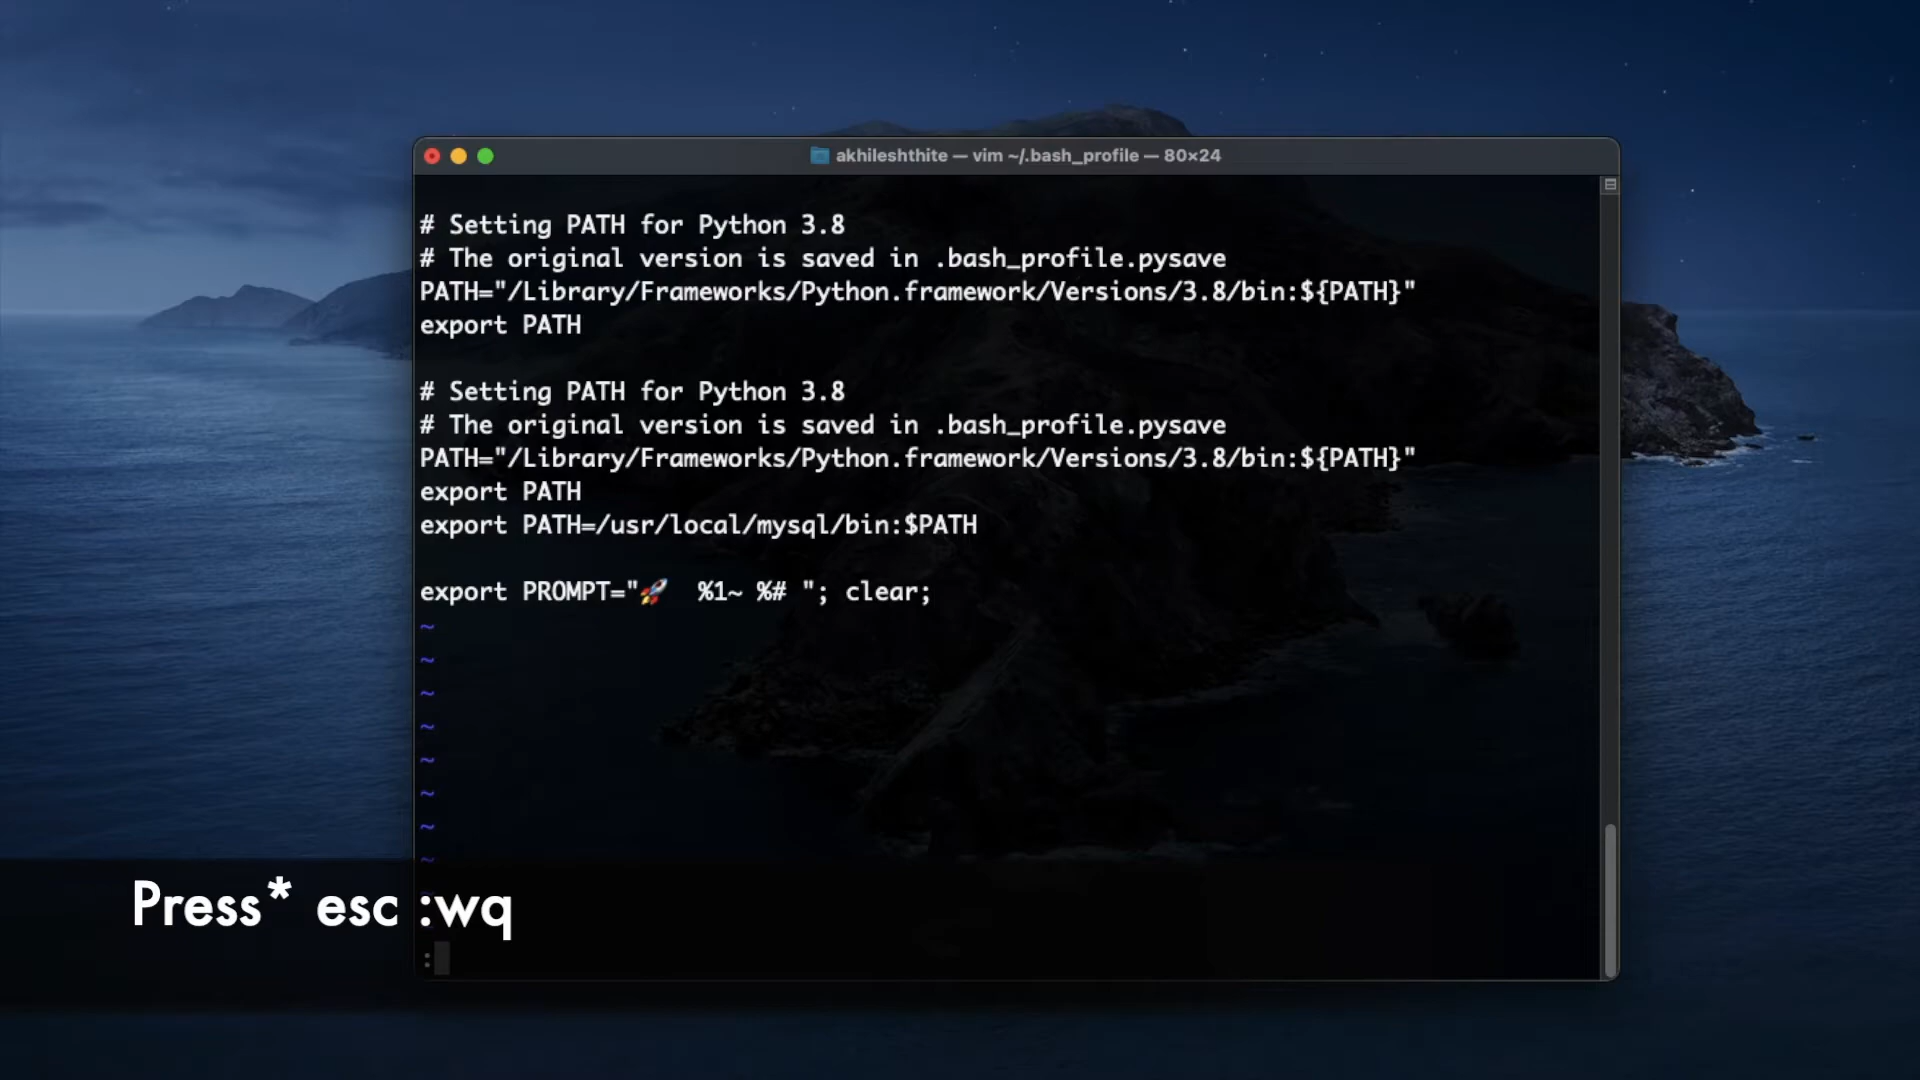 akhileshthite — vim ~/.bash_profile — 80×24
# Setting PATH for Python 3.8
# The original version is saved in .bash_profile.pysave
PATH="/Library/Frameworks/Python.framework/Versions/3.8/bin:${PATH}"
export PATH
# Setting PATH for Python 3.8
# The original version is saved in .bash_profile.pysave
PATH="/Library/Frameworks/Python.framework/Versions/3.8/bin:${PATH}"
export PATH
export PATH=/usr/local/mysql/bin:$PATH
export PROMPT="🚀  %1~ %# "; clear;
~
~
~
~
~
~
~
~
~
Press* esc :wq
: